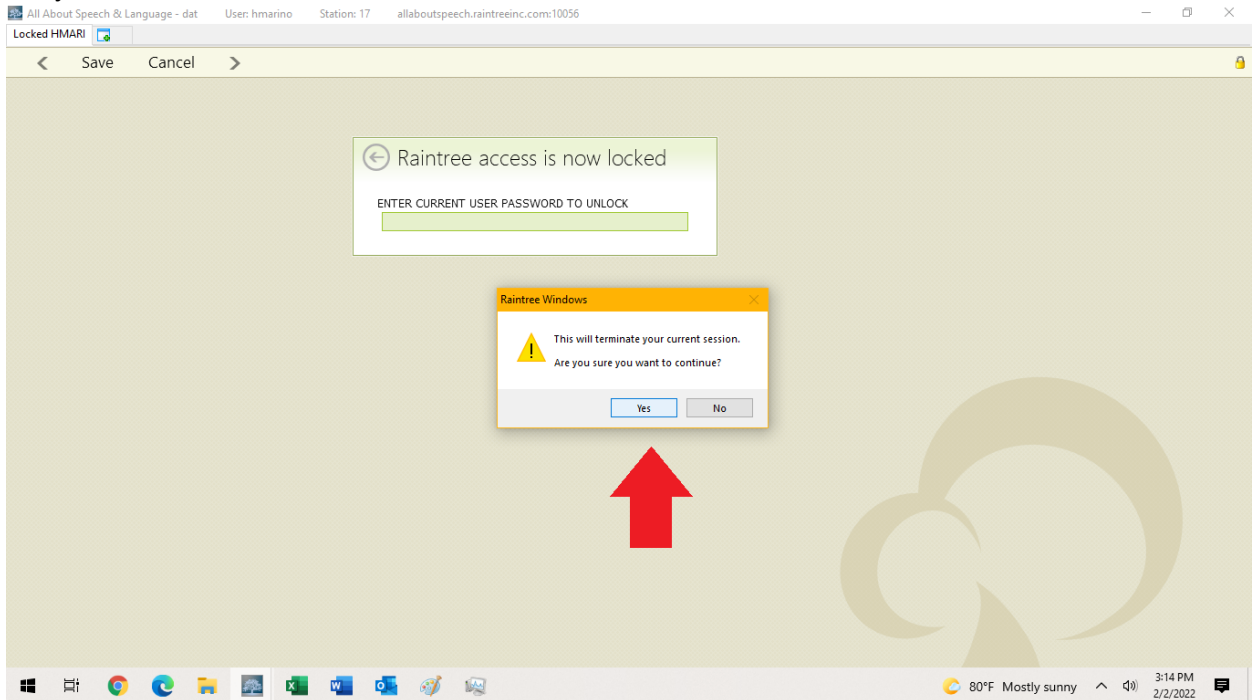 All About Speech & Language - dat User: hmarino Station: 17 allaboutspeech.raintreeinc.com:10056
Locked HMARI
Save Cancel
Raintree access is now locked
ENTER CURRENT USER PASSWORD TO UNLOCK
Raintree Windows
This will terminate your current session.
Are you sure you want to continue?
Yes No
80°F Mostly sunny
3:14 PM
2/2/2022